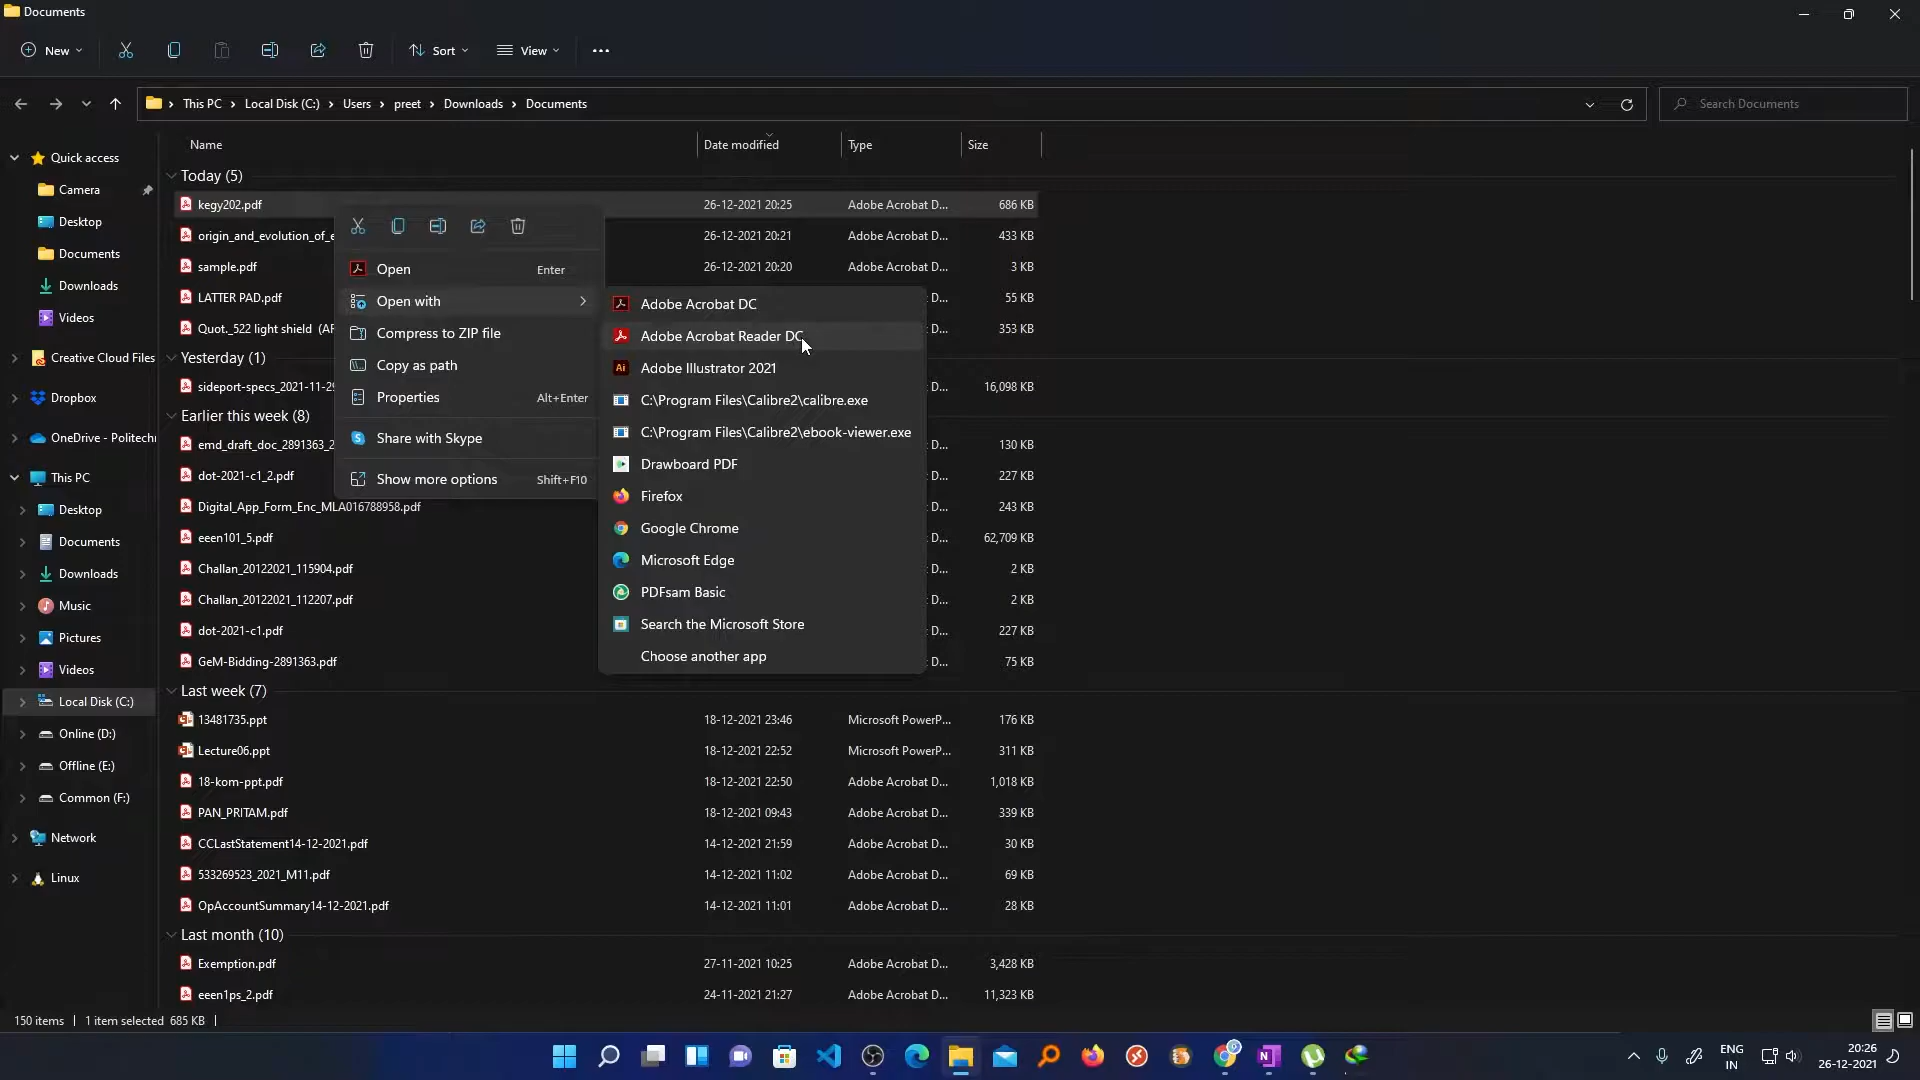 Documents
New
Sort
View
This PC
Local Disk (C:)
Users
preet
Downloads
Documents
Search Documents
Name
Date modified
Type
Size
Quick access
Camera
Desktop
Documents
Downloads
Videos
Creative Cloud Files
Dropbox
OneDrive - Politechn
This PC
Desktop
Documents
Downloads
Music
Pictures
Videos
Local Disk (C:)
Online (D:)
Offline (E:)
Common (F:)
Network
Linux
Today (5)
kegy202.pdf 26-12-2021 20:25 Adobe Acrobat D... 686 KB
origin_and_evolution_of_e 26-12-2021 20:21 Adobe Acrobat D... 433 KB
sample.pdf 26-12-2021 20:20 Adobe Acrobat D... 3 KB
LATTER PAD.pdf D... 55 KB
Quot._522 light shield (AF D... 353 KB
Yesterday (1)
sideport-specs_2021-11-29 D... 16,098 KB
Earlier this week (8)
emd_draft_doc_2891363_2 D... 130 KB
dot-2021-c1_2.pdf D... 227 KB
Digital_App_Form_Enc_MLA016788958.pdf D... 243 KB
eeen101_5.pdf D... 62,709 KB
Challan_20122021_115904.pdf D... 2 KB
Challan_20122021_112207.pdf D... 2 KB
dot-2021-c1.pdf D... 227 KB
GeM-Bidding-2891363.pdf D... 75 KB
Last week (7)
13481735.ppt 18-12-2021 23:46 Microsoft PowerP... 176 KB
Lecture06.ppt 18-12-2021 22:52 Microsoft PowerP... 311 KB
18-kom-ppt.pdf 18-12-2021 22:50 Adobe Acrobat D... 1,018 KB
PAN_PRITAM.pdf 18-12-2021 09:43 Adobe Acrobat D... 339 KB
CCLastStatement14-12-2021.pdf 14-12-2021 21:59 Adobe Acrobat D... 30 KB
533269523_2021_M11.pdf 14-12-2021 11:02 Adobe Acrobat D... 69 KB
OpAccountSummary14-12-2021.pdf 14-12-2021 11:01 Adobe Acrobat D... 28 KB
Last month (10)
Exemption.pdf 27-11-2021 10:25 Adobe Acrobat D... 3,428 KB
eeen1ps_2.pdf 24-11-2021 21:27 Adobe Acrobat D... 11,323 KB
Open Enter
Open with
Compress to ZIP file
Copy as path
Properties Alt+Enter
Share with Skype
Show more options Shift+F10
Adobe Acrobat DC
Adobe Acrobat Reader DC
Ai Adobe Illustrator 2021
C:\Program Files\Calibre2\calibre.exe
C:\Program Files\Calibre2\ebook-viewer.exe
Drawboard PDF
Firefox
Google Chrome
Microsoft Edge
PDFsam Basic
Search the Microsoft Store
Choose another app
150 items 1 item selected 685 KB
ENG
IN
20:26
26-12-2021